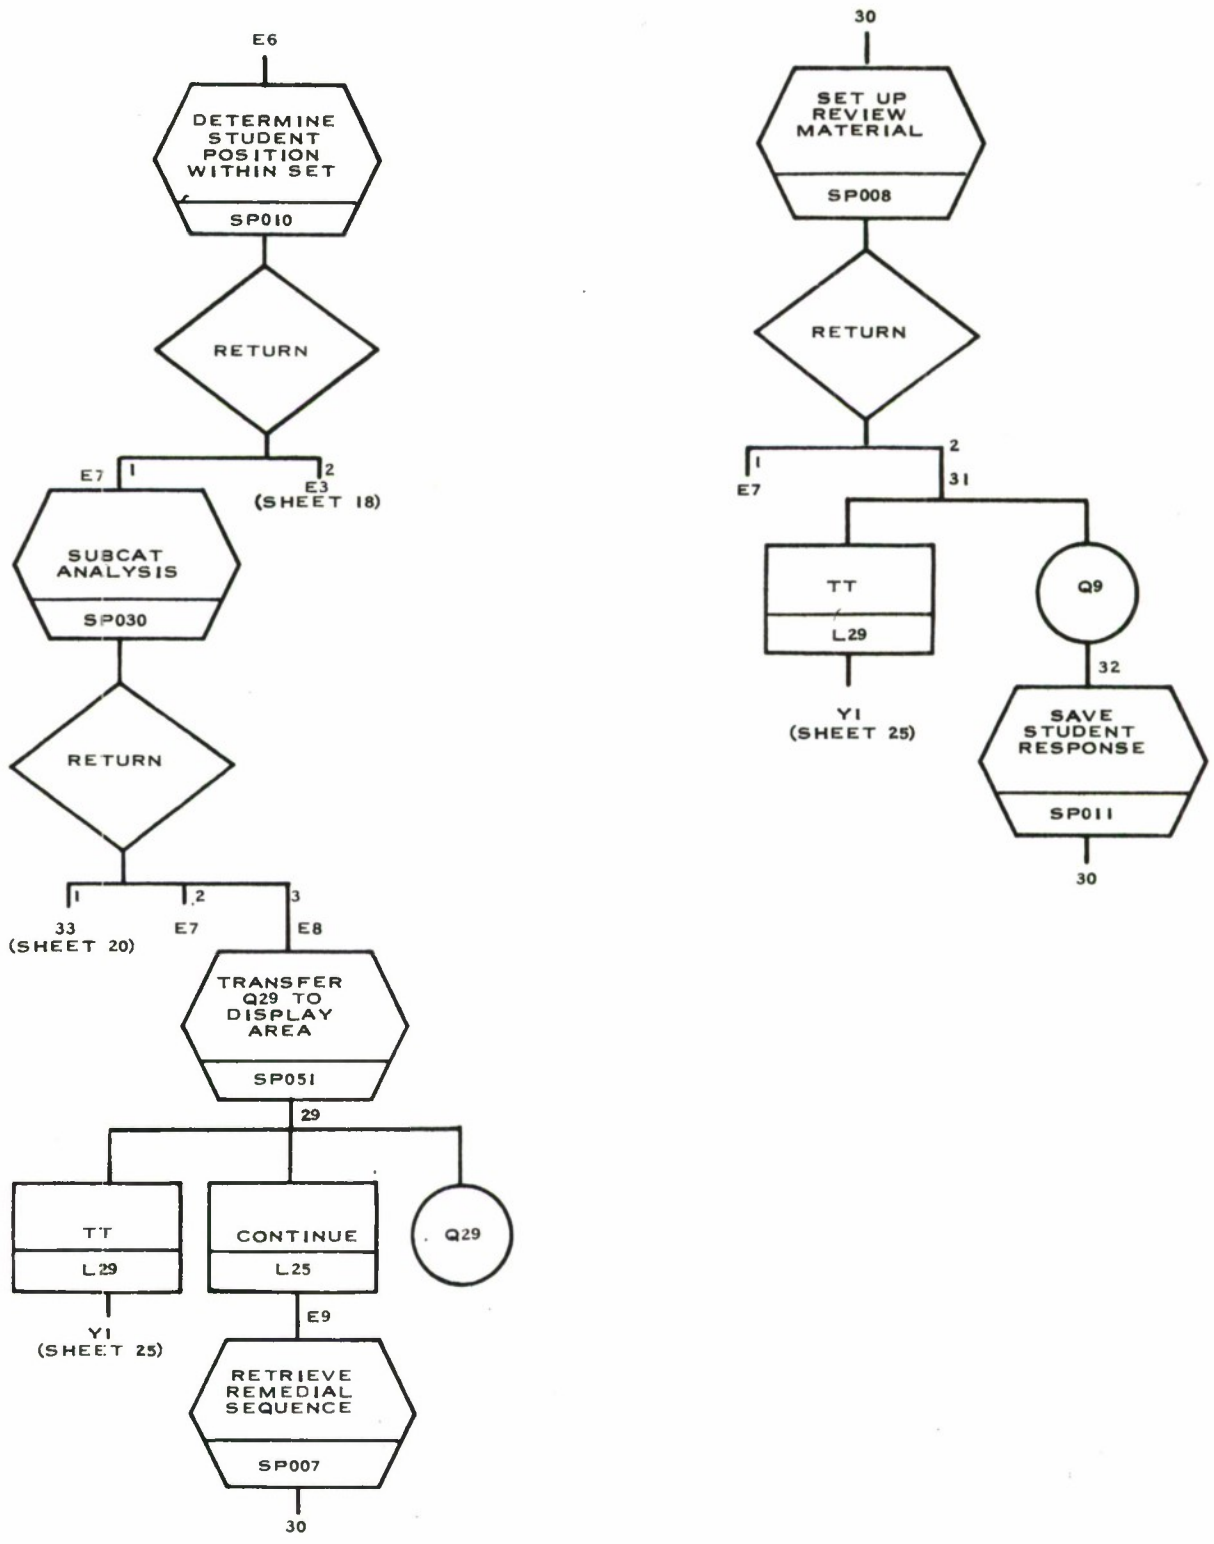 E6
DETERMINE
STUDENT
POSITION
WITHIN SET
SP010
RETURN
1
2
E7
E3
(SHEET 18)
SUBCAT
ANALYSIS
SP030
RETURN
1
2
3
33
(SHEET 20)
E7
E8
TRANSFER
Q29 TO
DISPLAY
AREA
SP051
29
TT
L29
Y1
(SHEET 25)
CONTINUE
L25
Q29
E9
RETRIEVE
REMEDIAL
SEQUENCE
SP007
30
30
SET UP
REVIEW
MATERIAL
SP008
RETURN
1
E7
2
31
TT
L29
Y1
(SHEET 25)
Q9
32
SAVE
STUDENT
RESPONSE
SP011
30